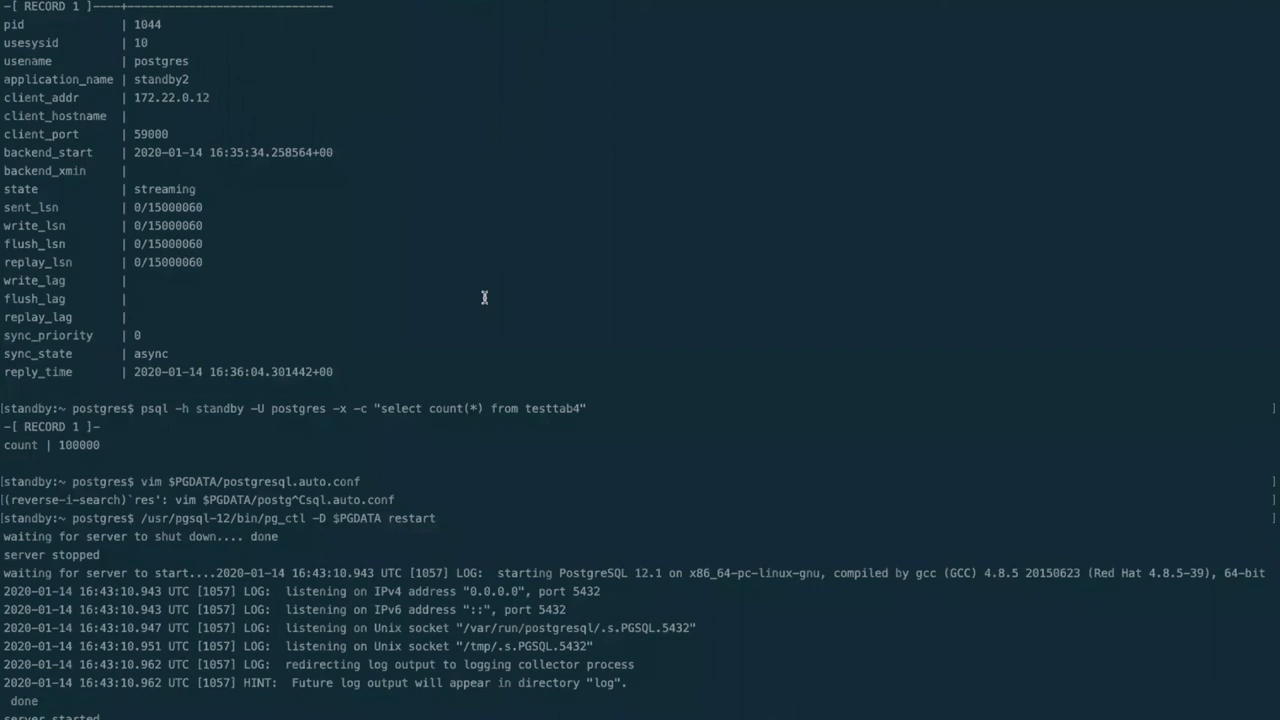 -[ RECORD 1 ]----+------------------------------
pid              | 1044
usesysid         | 10
usename          | postgres
application_name | standby2
client_addr      | 172.22.0.12
client_hostname  |
client_port      | 59000
backend_start    | 2020-01-14 16:35:34.258564+00
backend_xmin     |
state            | streaming
sent_lsn         | 0/15000060
write_lsn        | 0/15000060
flush_lsn        | 0/15000060
replay_lsn       | 0/15000060
write_lag        |
flush_lag        |
replay_lag       |
sync_priority    | 0
sync_state       | async
reply_time       | 2020-01-14 16:36:04.301442+00
[standby:~ postgres$ psql -h standby -U postgres -x -c "select count(*) from testtab4" ]
-[ RECORD 1 ]-
count | 100000
[standby:~ postgres$ vim $PGDATA/postgresql.auto.conf ]
[(reverse-i-search)`res': vim $PGDATA/postg^Csql.auto.conf ]
[standby:~ postgres$ /usr/pgsql-12/bin/pg_ctl -D $PGDATA restart ]
waiting for server to shut down.... done
server stopped
waiting for server to start....2020-01-14 16:43:10.943 UTC [1057] LOG:  starting PostgreSQL 12.1 on x86_64-pc-linux-gnu, compiled by gcc (GCC) 4.8.5 20150623 (Red Hat 4.8.5-39), 64-bit
2020-01-14 16:43:10.943 UTC [1057] LOG:  listening on IPv4 address "0.0.0.0", port 5432
2020-01-14 16:43:10.943 UTC [1057] LOG:  listening on IPv6 address "::", port 5432
2020-01-14 16:43:10.947 UTC [1057] LOG:  listening on Unix socket "/var/run/postgresql/.s.PGSQL.5432"
2020-01-14 16:43:10.951 UTC [1057] LOG:  listening on Unix socket "/tmp/.s.PGSQL.5432"
2020-01-14 16:43:10.962 UTC [1057] LOG:  redirecting log output to logging collector process
2020-01-14 16:43:10.962 UTC [1057] HINT:  Future log output will appear in directory "log".
 done
server started